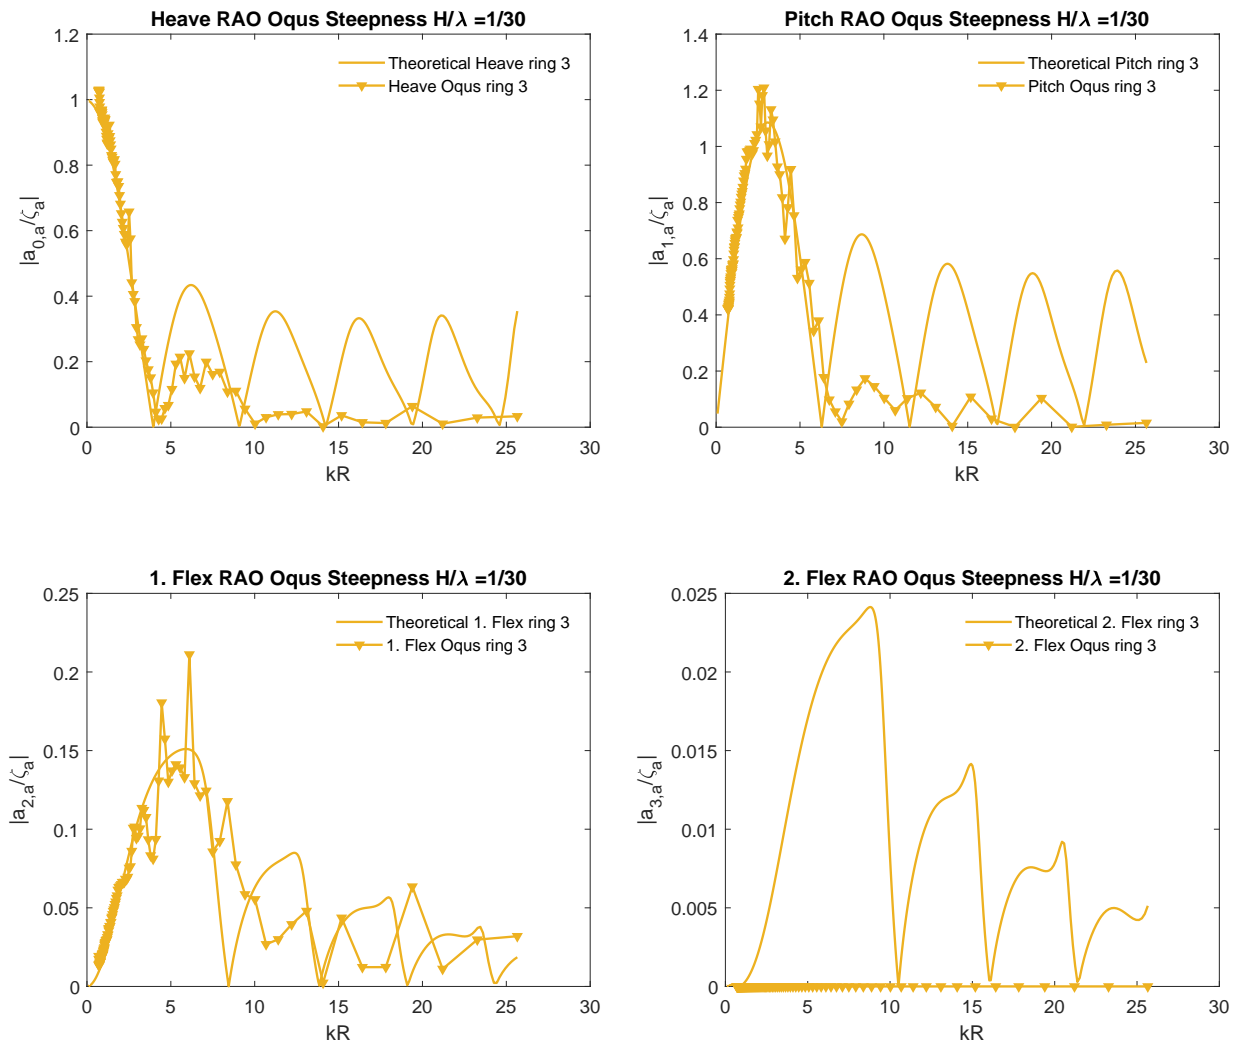 Heave RAO Oqus Steepness H/λ =1/30
1.2
1
0.8
0.6
0.4
0.2
0
0 5 10 15 20 25 30
kR
|a0,a/ζa|
Theoretical Heave ring 3
Heave Oqus ring 3
Pitch RAO Oqus Steepness H/λ =1/30
1.4
1.2
1
0.8
0.6
0.4
0.2
0
0 5 10 15 20 25 30
kR
|a1,a/ζa|
Theoretical Pitch ring 3
Pitch Oqus ring 3
1. Flex RAO Oqus Steepness H/λ =1/30
0.25
0.2
0.15
0.1
0.05
0
0 5 10 15 20 25 30
kR
|a2,a/ζa|
Theoretical 1. Flex ring 3
1. Flex Oqus ring 3
2. Flex RAO Oqus Steepness H/λ =1/30
0.025
0.02
0.015
0.01
0.005
0
0 5 10 15 20 25 30
kR
|a3,a/ζa|
Theoretical 2. Flex ring 3
2. Flex Oqus ring 3